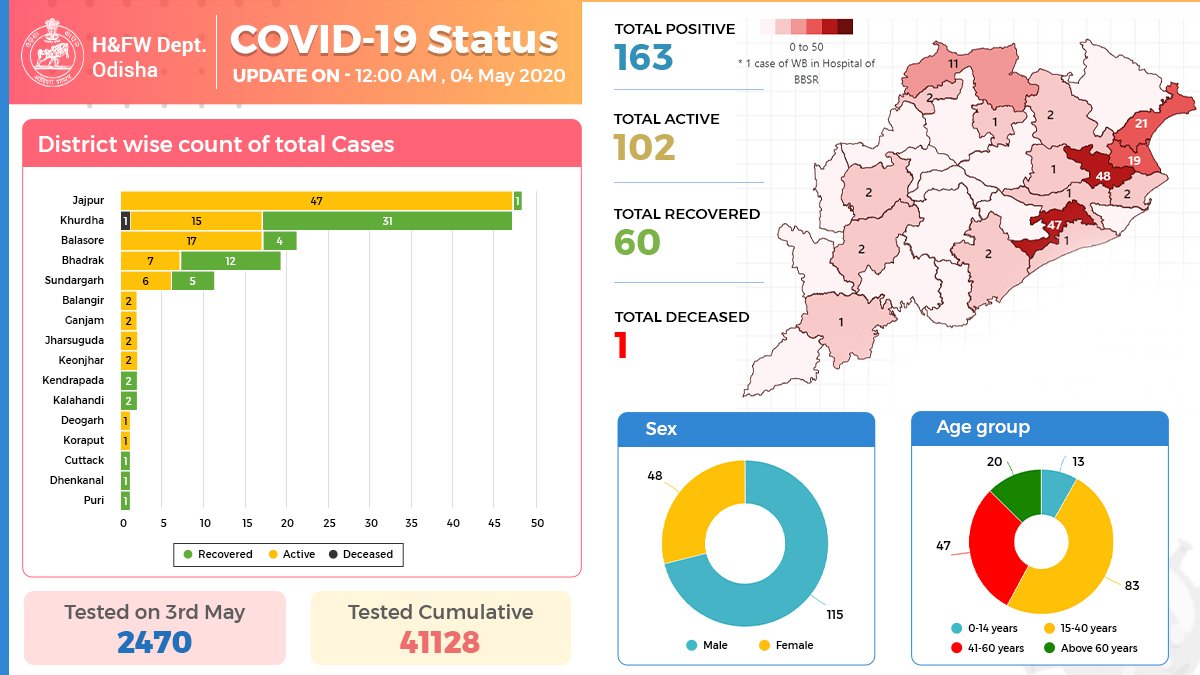 H&FW Dept.
Odisha
COVID-19 Status
UPDATE ON - 12:00 AM , 04 May 2020
District wise count of total Cases
Jajpur 47 1
Khurdha 1 15 31
Balasore 17 4
Bhadrak 7 12
Sundargarh 6 5
Balangir 2
Ganjam 2
Jharsuguda 2
Keonjhar 2
Kendrapada 2
Kalahandi 2
Deogarh 1
Koraput 1
Cuttack 1
Dhenkanal 1
Puri 1
0 5 10 15 20 25 30 35 40 45 50
Recovered Active Deceased
Tested on 3rd May
2470
Tested Cumulative
41128
TOTAL POSITIVE
163
TOTAL ACTIVE
102
TOTAL RECOVERED
60
TOTAL DECEASED
1
0 to 50
* 1 case of WB in Hospital of
BBSR
11
2
1
2
21
19
48
1
2
2
1
47
1
2
2
1
Sex
48
115
Male Female
Age group
20 13
47
83
0-14 years 15-40 years
41-60 years Above 60 years